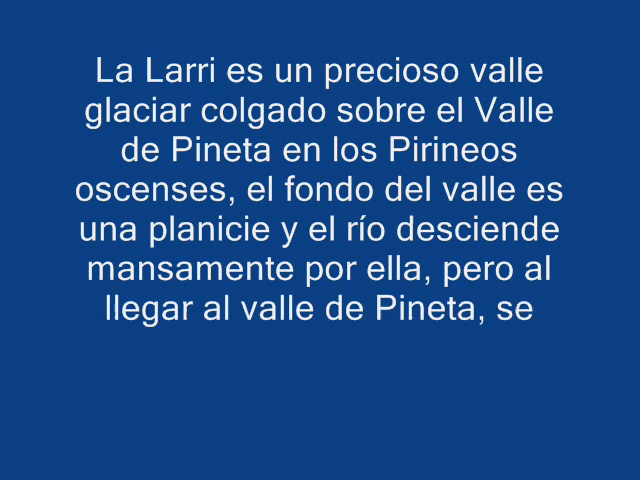 La Larri es un precioso valle
glaciar colgado sobre el Valle
de Pineta en los Pirineos
oscenses, el fondo del valle es
una planicie y el río desciende
mansamente por ella, pero al
llegar al valle de Pineta, se